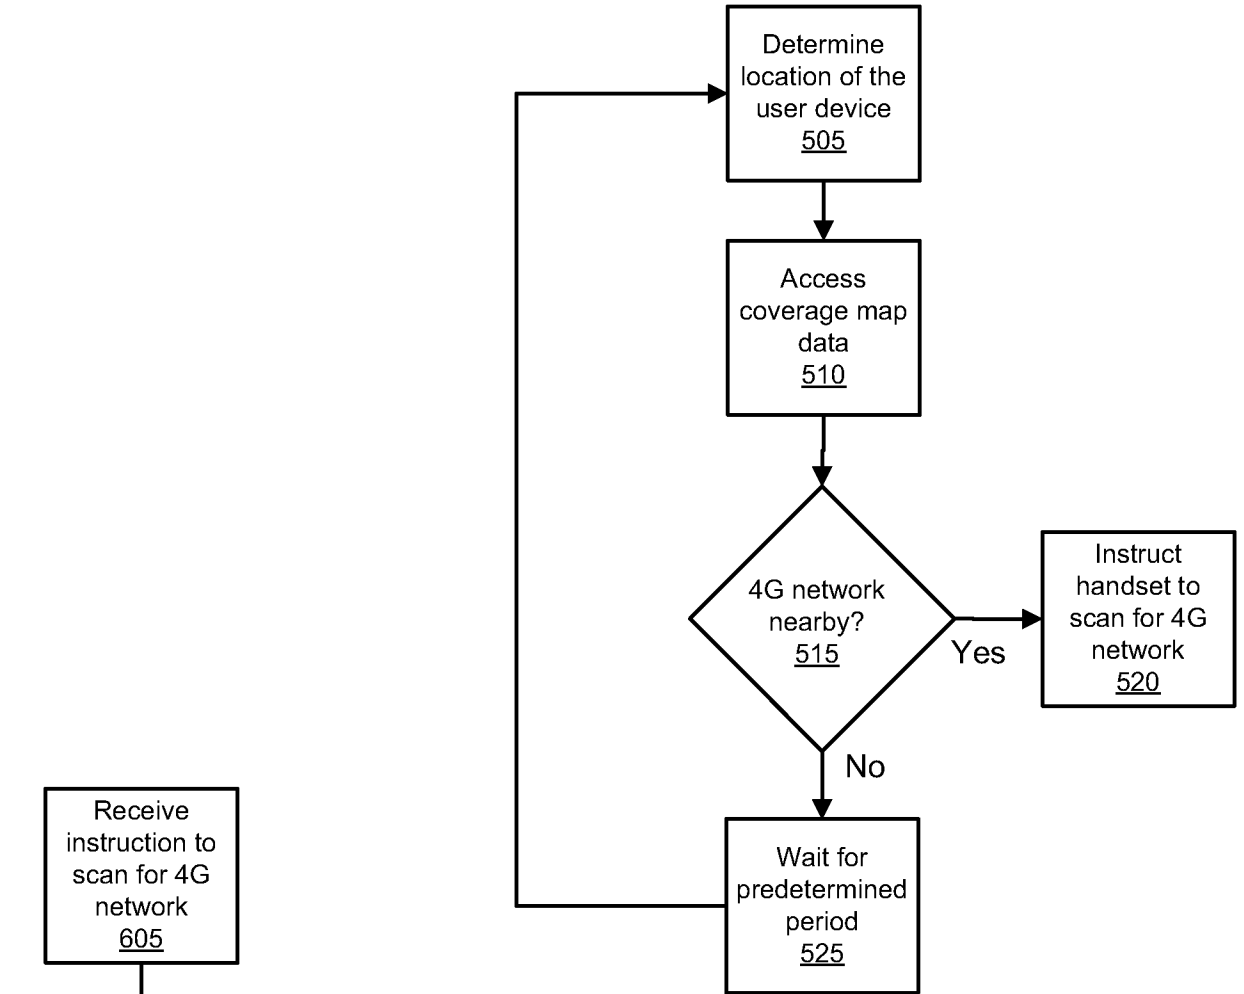 Determine
location of the
user device
505
Access
coverage map
data
510
4G network
nearby?
515
Yes
Instruct
handset to
scan for 4G
network
520
No
Wait for
predetermined
period
525
Receive
instruction to
scan for 4G
network
605